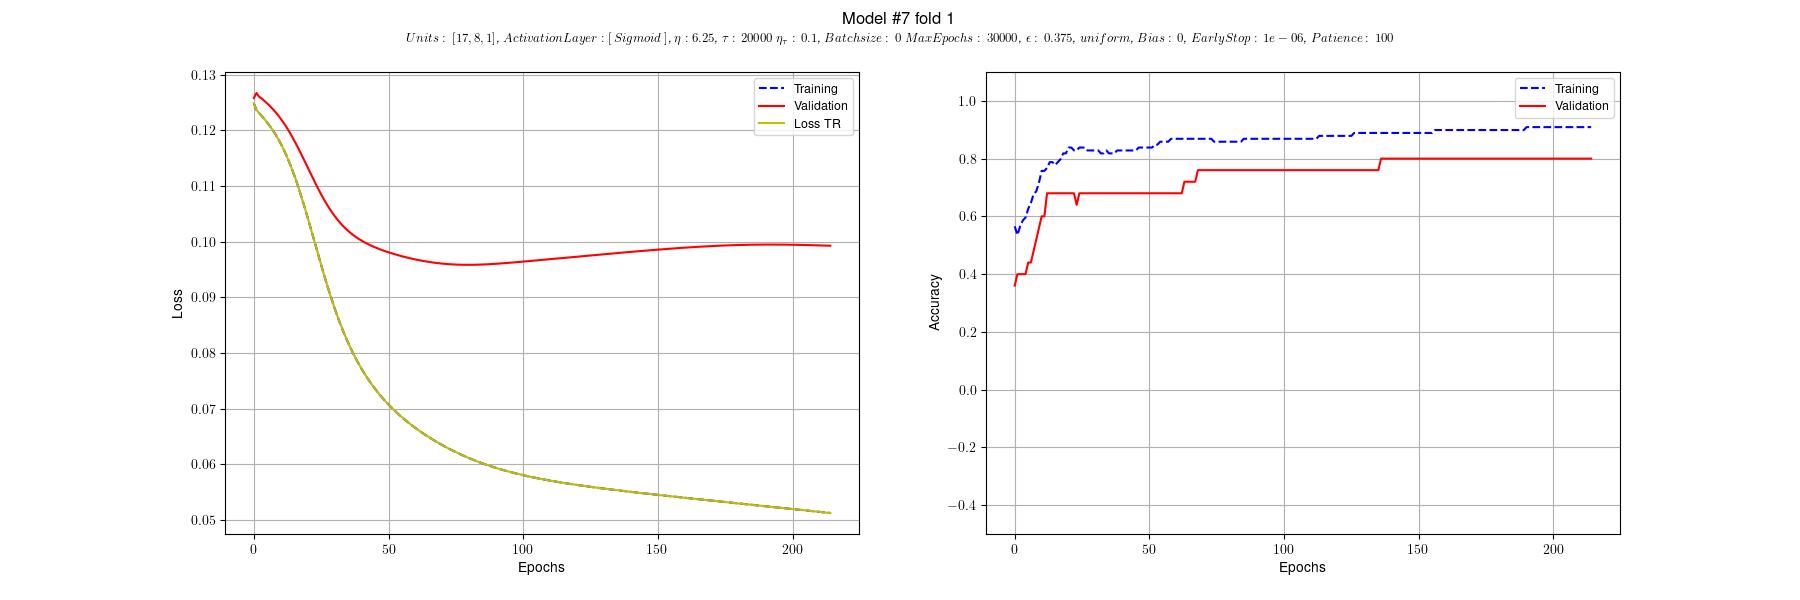 Model #7 fold 1
Units : [17, 8, 1], ActivationLayer : [ Sigmoid ], η : 6.25, τ : 20000 η_τ : 0.1, Batchsize : 0 MaxEpochs : 30000, ϵ : 0.375, uniform, Bias : 0, EarlyStop : 1e − 06, Patience : 100
0.13
0.12
0.11
0.10
0.09
0.08
0.07
0.06
0.05
Loss
0 50 100 150 200
Epochs
Training
Validation
Loss TR
1.0
0.8
0.6
0.4
0.2
0.0
−0.2
−0.4
Accuracy
0 50 100 150 200
Epochs
Training
Validation